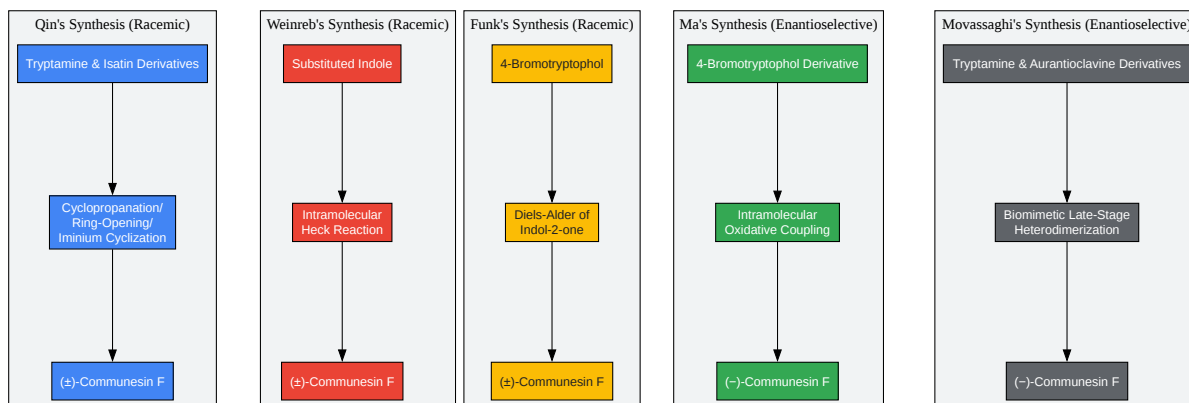 Qin's Synthesis (Racemic)
Tryptamine & Isatin Derivatives
Cyclopropanation/
Ring-Opening/
Iminium Cyclization
(±)-Communesin F
Weinreb's Synthesis (Racemic)
Substituted Indole
Intramolecular
Heck Reaction
(±)-Communesin F
Funk's Synthesis (Racemic)
4-Bromotryptophol
Diels-Alder of
Indol-2-one
(±)-Communesin F
Ma's Synthesis (Enantioselective)
4-Bromotryptophol Derivative
Intramolecular
Oxidative Coupling
(−)-Communesin F
Movassaghi's Synthesis (Enantioselective)
Tryptamine & Aurantioclavine Derivatives
Biomimetic Late-Stage
Heterodimerization
(−)-Communesin F